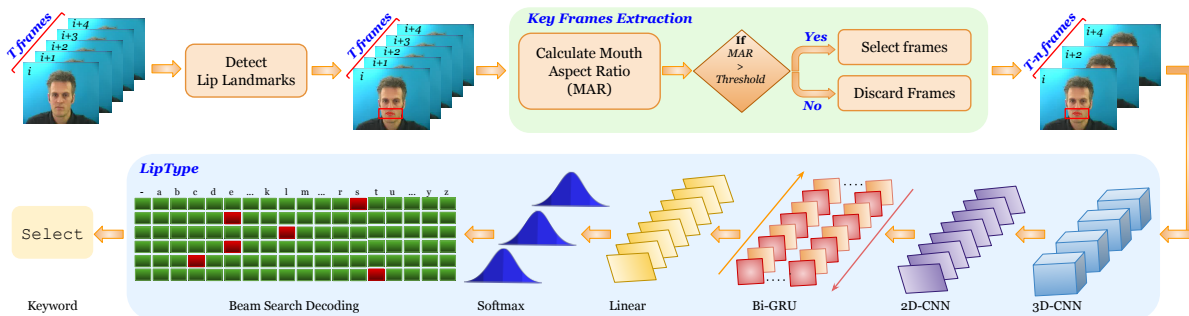 T frames
i+4
i+3
i+2
i+1
i
Detect
Lip Landmarks
T frames
i+4
i+3
i+2
i+1
i
Key Frames Extraction
Calculate Mouth
Aspect Ratio
(MAR)
If
MAR
>
Threshold
Yes
No
Select frames
Discard Frames
T-n frames
i+4
i+2
i
LipType
- a b c d e ... k l m ... r s t u ... y z
Select
Keyword
Beam Search Decoding
Softmax
Linear
Bi-GRU
2D-CNN
3D-CNN